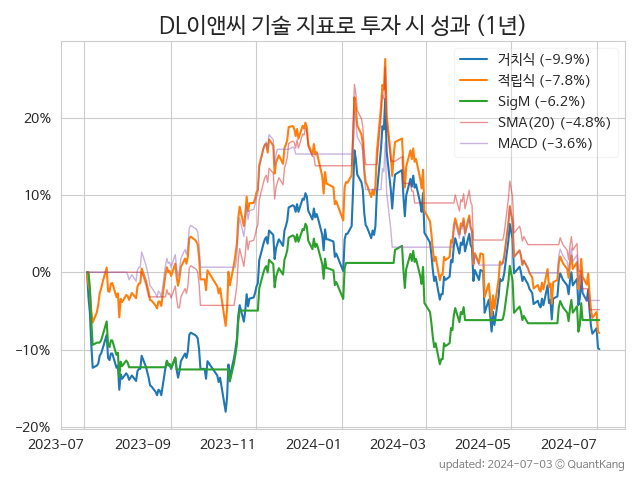 DL이앤씨 기술 지표로 투자 시 성과 (1년)
거치식 (−9.9%)
적립식 (−7.8%)
SigM (−6.2%)
SMA(20) (−4.8%)
MACD (−3.6%)
20%
10%
0%
−10%
−20%
2023-07 2023-09 2023-11 2024-01 2024-03 2024-05 2024-07
updated: 2024-07-03 © QuantKang